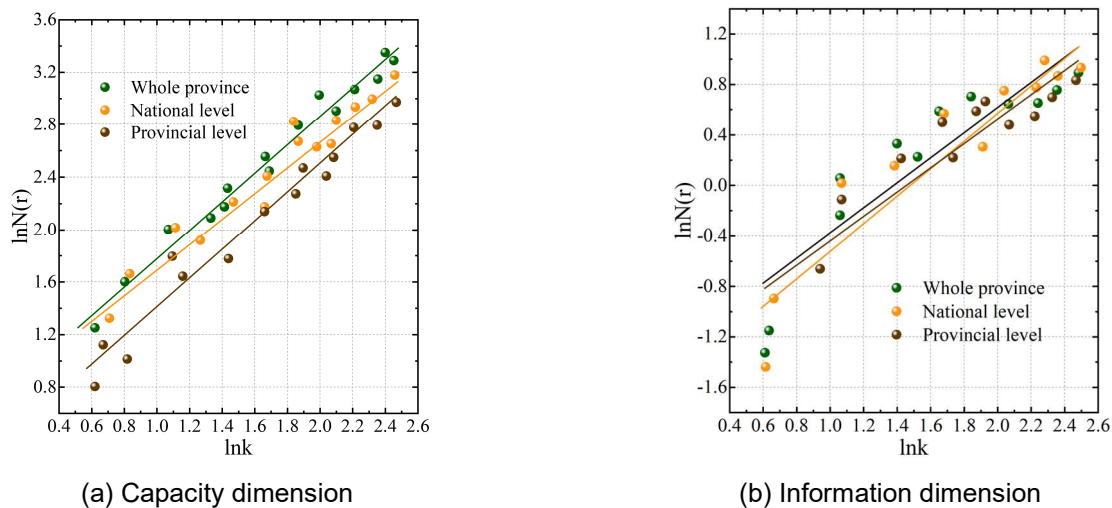 3.6
3.2
2.8
2.4
2.0
1.6
1.2
0.8
lnN(r)
Whole province
National level
Provincial level
0.4 0.6 0.8 1.0 1.2 1.4 1.6 1.8 2.0 2.2 2.4 2.6
lnk
(a) Capacity dimension
1.2
0.8
0.4
0.0
-0.4
-0.8
-1.2
-1.6
lnN(r)
Whole province
National level
Provincial level
0.4 0.6 0.8 1.0 1.2 1.4 1.6 1.8 2.0 2.2 2.4 2.6
lnk
(b) Information dimension